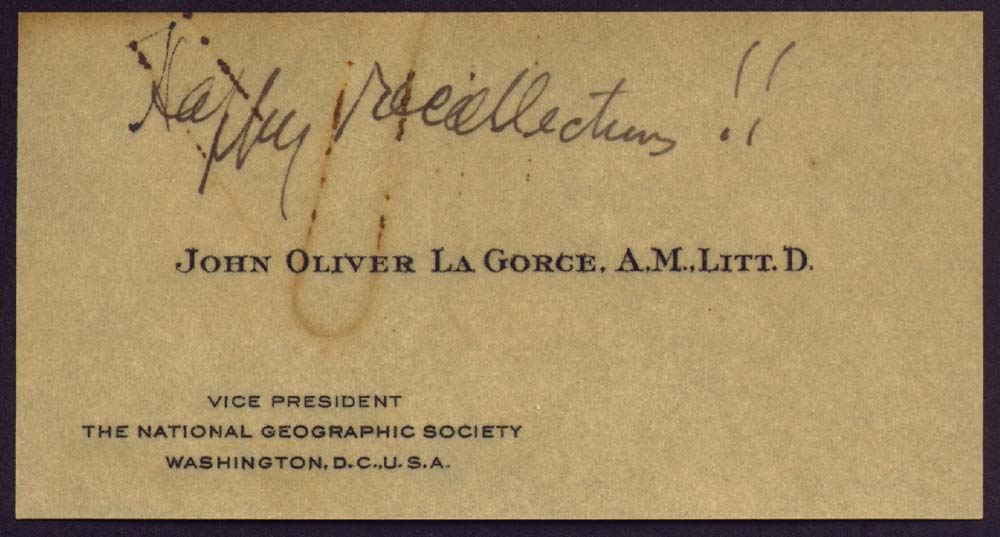 Happy recollections !!
JOHN OLIVER LA GORCE, A.M., LITT. D.
VICE PRESIDENT
THE NATIONAL GEOGRAPHIC SOCIETY
WASHINGTON, D. C., U. S. A.